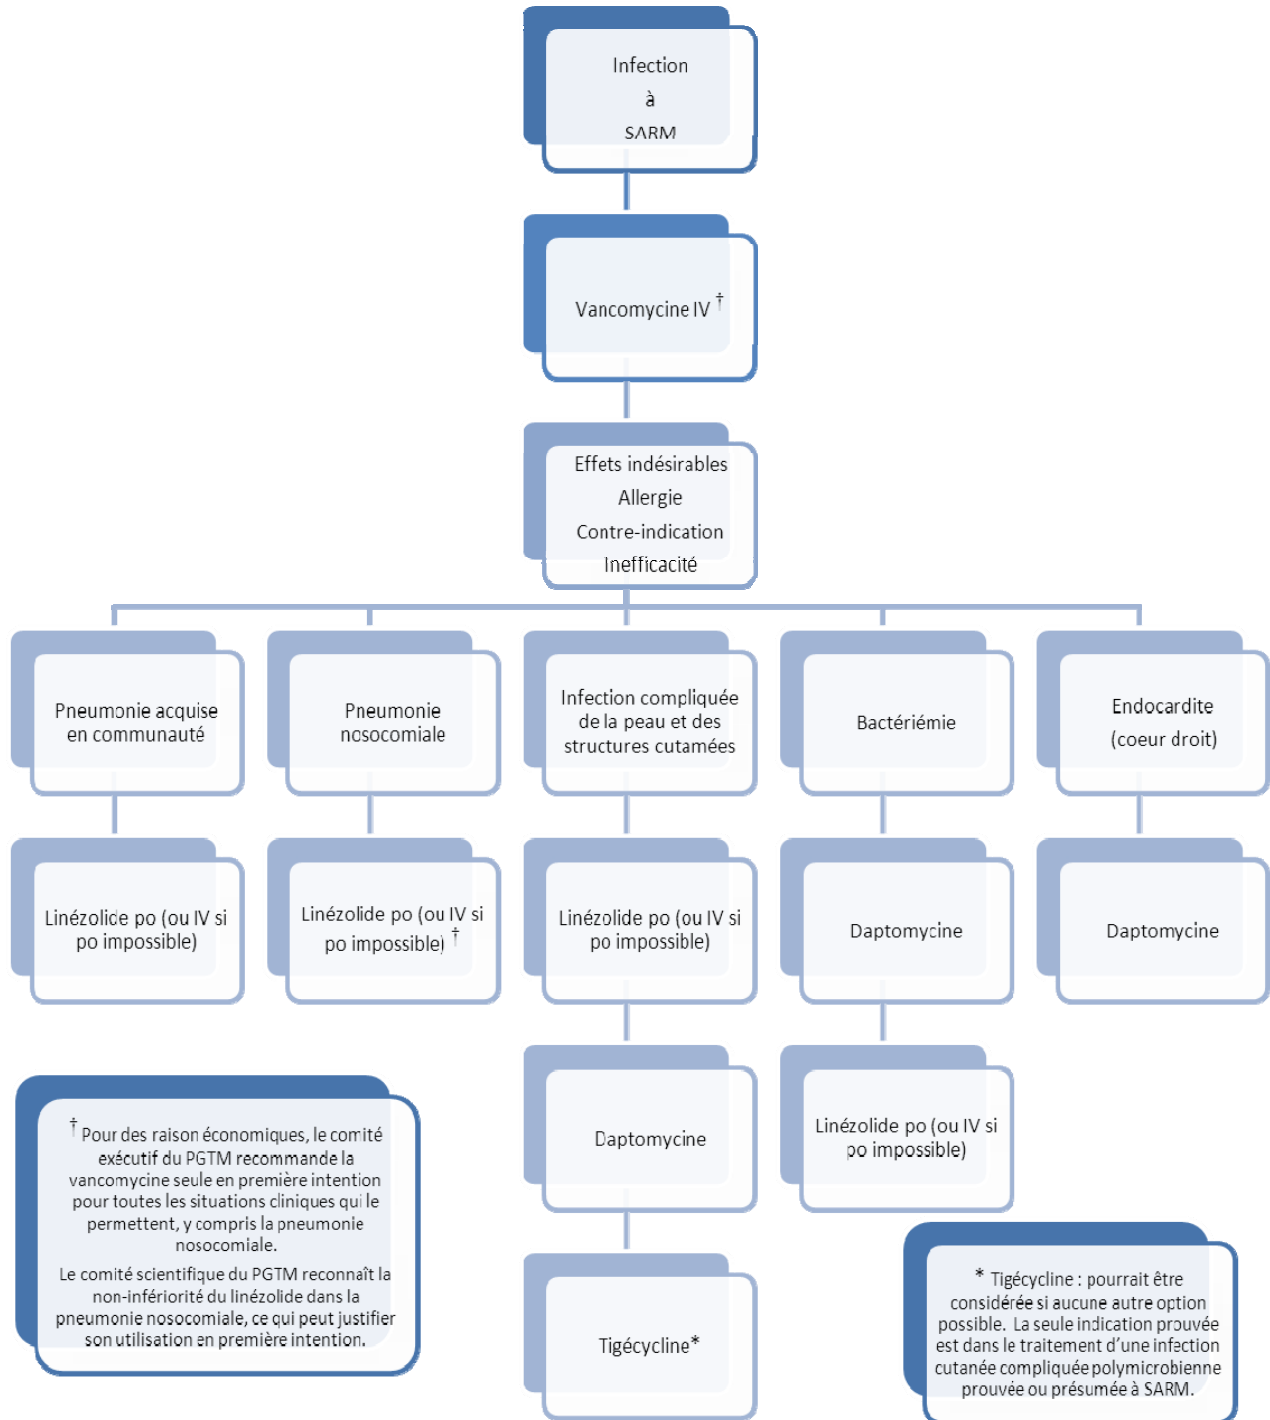 Infection
à
SARM
Vancomycine IV †
Effets indésirables
Allergie
Contre-indication
Inefficacité
Pneumonie acquise
en communauté
Pneumonie
nosocomiale
Infection compliquée
de la peau et des
structures cutamées
Bactériémie
Endocardite
(coeur droit)
Linézolide po (ou IV si
po impossible)
Linézolide po (ou IV si
po impossible) †
Linézolide po (ou IV si
po impossible)
Daptomycine
Daptomycine
Daptomycine
Linézolide po (ou IV si
po impossible)
Tigécycline*
† Pour des raison économiques, le comité
exécutif du PGTM recommande la
vancomycine seule en première intention
pour toutes les situations cliniques qui le
permettent, y compris la pneumonie
nosocomiale.
Le comité scientifique du PGTM reconnaît la
non-infériorité du linézolide dans la
pneumonie nosocomiale, ce qui peut justifier
son utilisation en première intention.
* Tigécycline : pourrait être
considérée si aucune autre option
possible. La seule indication prouvée
est dans le traitement d'une infection
cutanée compliquée polymicrobienne
prouvée ou présumée à SARM.